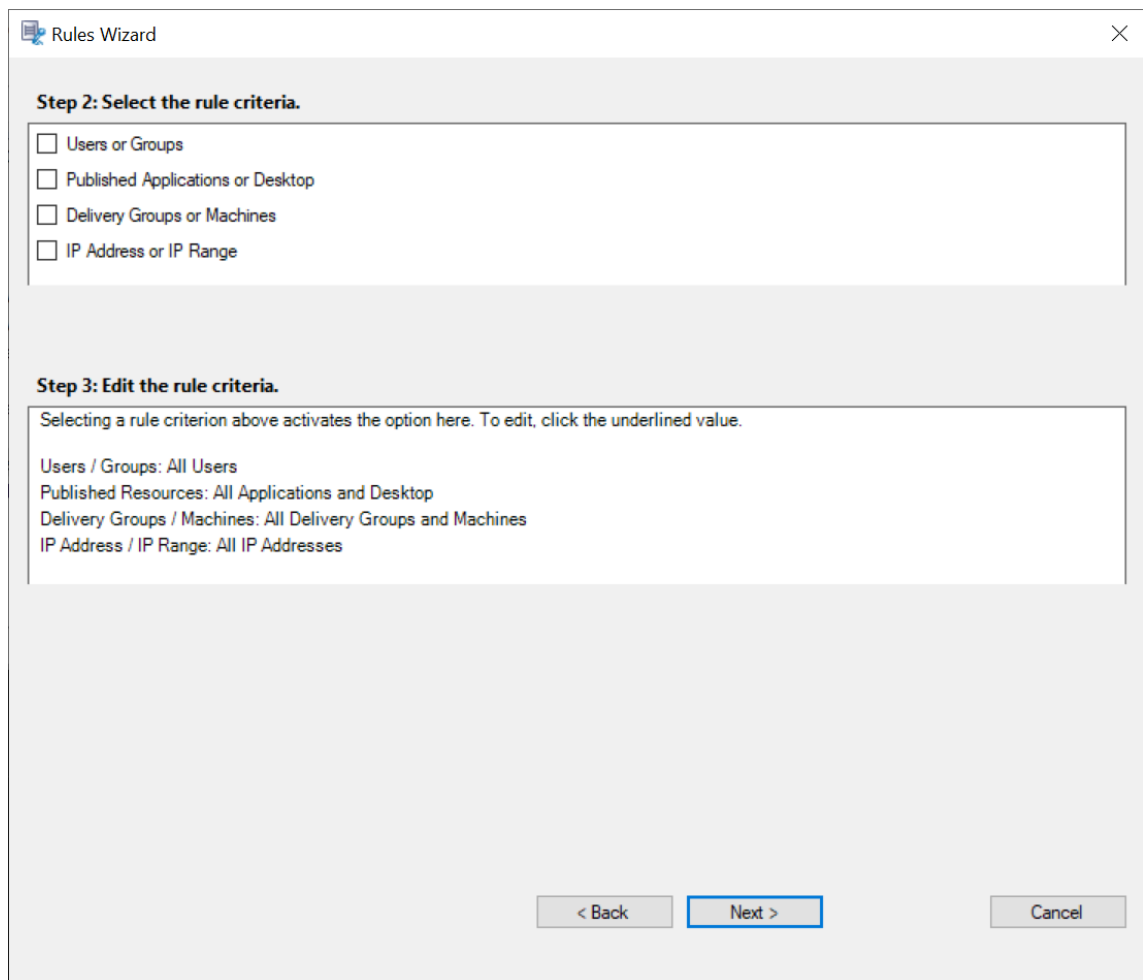 Rules Wizard
Step 2: Select the rule criteria.
Users or Groups
Published Applications or Desktop
Delivery Groups or Machines
IP Address or IP Range
Step 3: Edit the rule criteria.
Selecting a rule criterion above activates the option here. To edit, click the underlined value.
Users / Groups: All Users
Published Resources: All Applications and Desktop
Delivery Groups / Machines: All Delivery Groups and Machines
IP Address / IP Range: All IP Addresses
< Back Next > Cancel